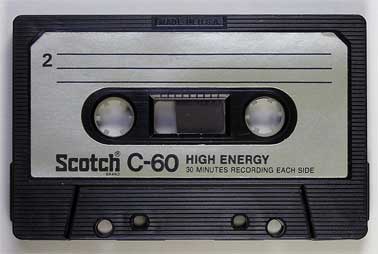 MADE IN U.S.A.
2
Scotch® C-60 HIGH ENERGY
BRAND 30 MINUTES RECORDING EACH SIDE